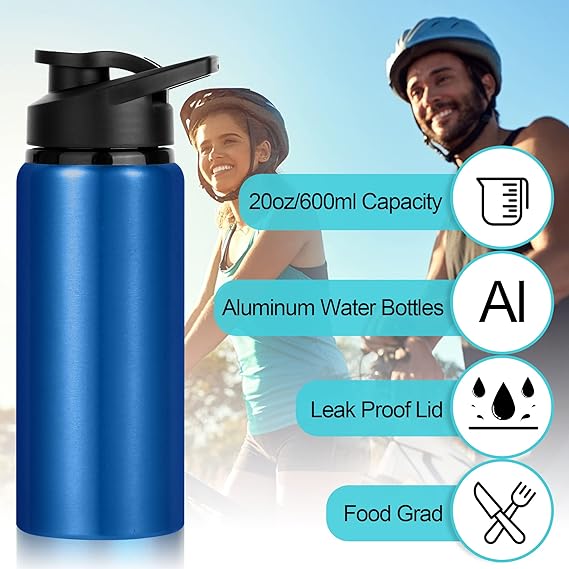 20oz/600ml Capacity
Aluminum Water Bottles
Al
Leak Proof Lid
Food Grad